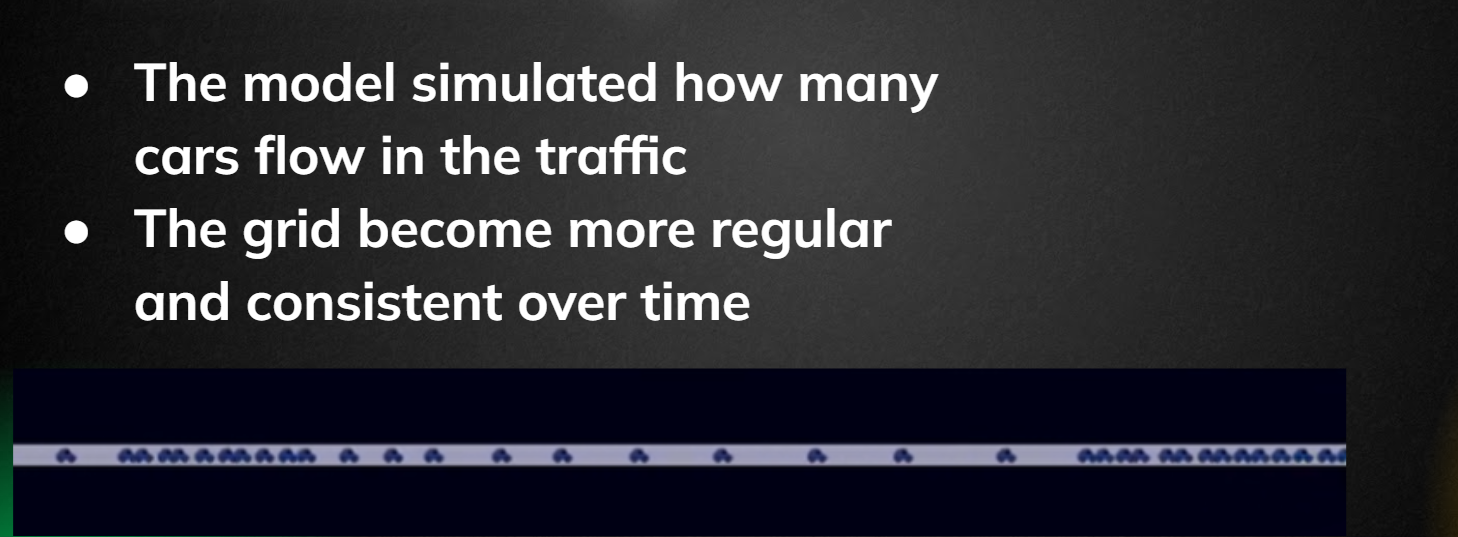 ● The model simulated how many
cars flow in the traffic
● The grid become more regular
and consistent over time